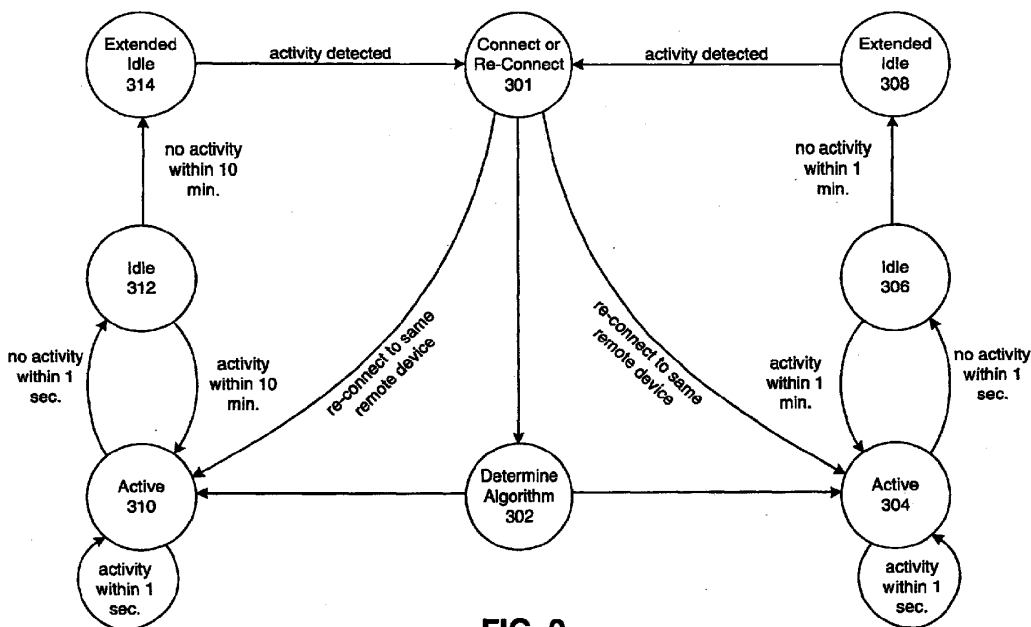 Extended
Idle
314
activity detected
Connect or
Re-Connect
301
activity detected
Extended
Idle
308
no activity
within 10
min.
no activity
within 1
min.
Idle
312
Idle
306
no activity
within 1
sec.
activity
within 10
min.
re-connect to same
remote device
re-connect to same
remote device
activity
within 1
min.
no activity
within 1
sec.
Active
310
Determine
Algorithm
302
Active
304
activity
within 1
sec.
activity
within 1
sec.